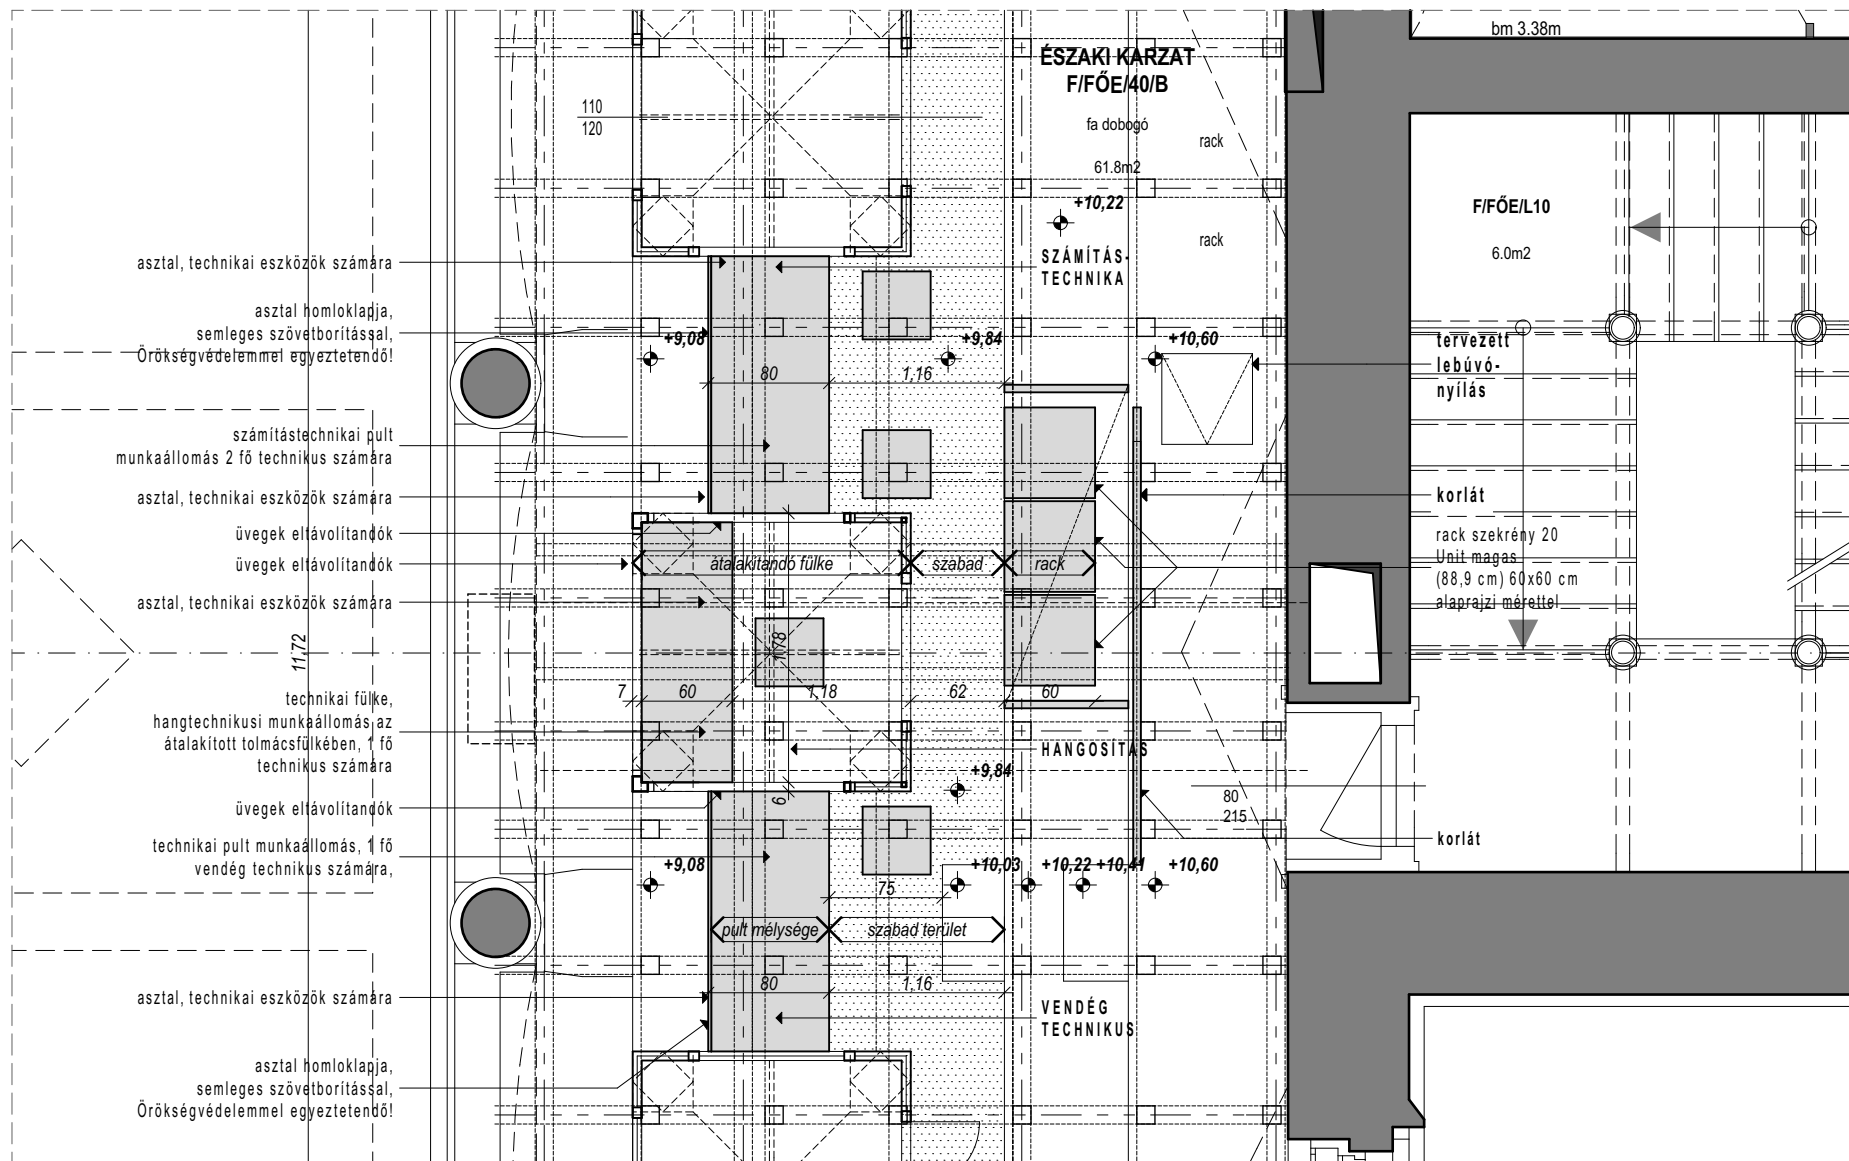 bm 3.38m
ÉSZAKI KARZAT
F/FŐE/40/B
fa dobogó
61.8m2
rack
rack
110
120
+10,22
F/FŐE/L10
6.0m2
SZÁMÍTÁS-
TECHNIKA
asztal, technikai eszközök számára
asztal homloklapja,
semleges szövetborítással,
Örökségvédelemmel egyeztetendő!
+9,08
+9,84
+10,60
80
1,16
tervezett
lebúvó-
nyílás
számítástechnikai pult
munkaállomás 2 fő technikus számára
asztal, technikai eszközök számára
korlát
üvegek eltávolítandók
üvegek eltávolítandók
átalakítandó fülke
szabad
rack
rack szekrény 20
Unit magas
(88,9 cm) 60x60 cm
alaprajzi mérettel
asztal, technikai eszközök számára
11,72
1,78
7
60
1,18
62
60
technikai fülke,
hangtechnikusi munkaállomás az
átalakított tolmácsfülkében, 1 fő
technikus számára
HANGOSÍTÁS
+9,84
6
80
215
üvegek eltávolítandók
korlát
technikai pult munkaállomás, 1 fő
vendég technikus számára,
+9,08
+10,03
+10,22
+10,41
+10,60
75
pult mélysége
szabad terület
80
1,16
asztal, technikai eszközök számára
VENDÉG
TECHNIKUS
asztal homloklapja,
semleges szövetborítással,
Örökségvédelemmel egyeztetendő!